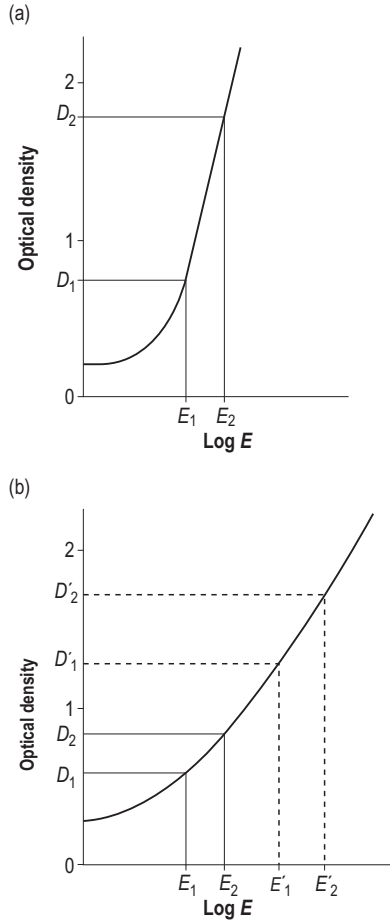 (a)
Optical density
2
D₂
1
D₁
0
E₁ E₂
Log E
(b)
Optical density
2
D′₂
D′₁
1
D₂
D₁
0
E₁ E₂ E′₁ E′₂
Log E